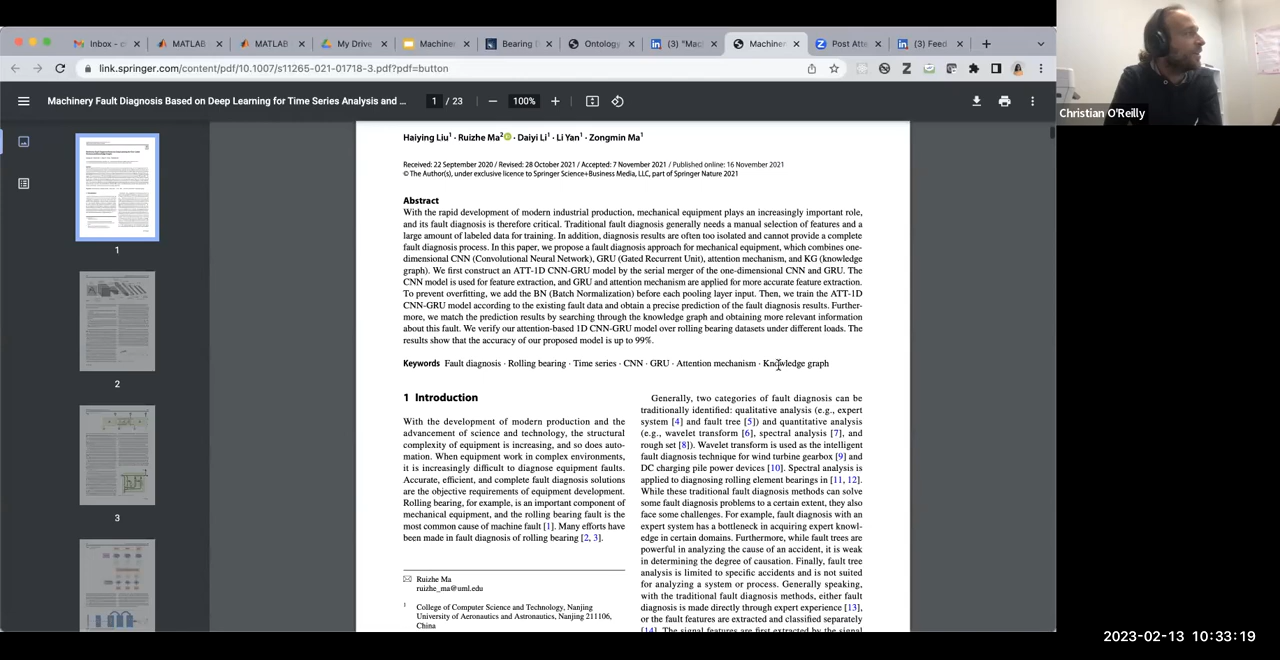 Inbox - c
MATLAB
MATLAB
My Drive
Machiner
Bearing f
Ontology
(3) "Mac
Machiner
Post Atte
(3) Feed
link.springer.com/content/pdf/10.1007/s11265-021-01718-3.pdf?pdf=button
Machinery Fault Diagnosis Based on Deep Learning for Time Series Analysis and ...
1 / 23
100%
1
2
3
Haiying Liu1 · Ruizhe Ma2 · Daiyi Li1 · Li Yan1 · Zongmin Ma1
Received: 22 September 2020 / Revised: 28 October 2021 / Accepted: 7 November 2021 / Published online: 16 November 2021
© The Author(s), under exclusive licence to Springer Science+Business Media, LLC, part of Springer Nature 2021
Abstract
With the rapid development of modern industrial production, mechanical equipment plays an increasingly important role,
and its fault diagnosis is therefore critical. Traditional fault diagnosis generally needs a manual selection of features and a
large amount of labeled data for training. In addition, diagnosis results are often too isolated and cannot provide a complete
fault diagnosis process. In this paper, we propose a fault diagnosis approach for mechanical equipment, which combines one-
dimensional CNN (Convolutional Neural Network), GRU (Gated Recurrent Unit), attention mechanism, and KG (knowledge
graph). We first construct an ATT-1D CNN-GRU model by the serial merger of the one-dimensional CNN and GRU. The
CNN model is used for feature extraction, and GRU and attention mechanism are applied for more accurate feature extraction.
To prevent overfitting, we add the BN (Batch Normalization) before each pooling layer input. Then, we train the ATT-1D
CNN-GRU model according to the existing fault data and obtain a precise prediction of the fault diagnosis results. Further-
more, we match the prediction results by searching through the knowledge graph and obtaining more relevant information
about this fault. We verify our attention-based 1D CNN-GRU model over rolling bearing datasets under different loads. The
results show that the accuracy of our proposed model is up to 99%.
Keywords Fault diagnosis · Rolling bearing · Time series · CNN · GRU · Attention mechanism · Knowledge graph
1 Introduction
With the development of modern production and the
advancement of science and technology, the structural
complexity of equipment is increasing, and so does auto-
mation. When equipment work in complex environments,
it is increasingly difficult to diagnose equipment faults.
Accurate, efficient, and complete fault diagnosis solutions
are the objective requirements of equipment development.
Rolling bearing, for example, is an important component of
mechanical equipment, and the rolling bearing fault is the
most common cause of machine fault [1]. Many efforts have
been made in fault diagnosis of rolling bearing [2, 3].
Ruizhe Ma
ruizhe_ma@uml.edu
1 College of Computer Science and Technology, Nanjing
University of Aeronautics and Astronautics, Nanjing 211106,
China
Generally, two categories of fault diagnosis can be
traditionally identified: qualitative analysis (e.g., expert
system [4] and fault tree [5]) and quantitative analysis
(e.g., wavelet transform [6], spectral analysis [7], and
rough set [8]). Wavelet transform is used as the intelligent
fault diagnosis technique for wind turbine gearbox [9] and
DC charging pile power devices [10]. Spectral analysis is
applied to diagnosing rolling element bearings in [11, 12].
While these traditional fault diagnosis methods can solve
some fault diagnosis problems to a certain extent, they also
face some challenges. For example, fault diagnosis with an
expert system has a bottleneck in acquiring expert knowl-
edge in certain domains. Furthermore, while fault trees are
powerful in analyzing the cause of an accident, it is weak
in determining the degree of causation. Finally, fault tree
analysis is limited to specific accidents and is not suited
for analyzing a system or process. Generally speaking,
with the traditional fault diagnosis methods, either fault
diagnosis is made directly through expert experience [13],
or the fault features are extracted and classified separately
[14]. The signal features are first extracted by the signal
Christian O'Reilly
2023-02-13 10:33:19